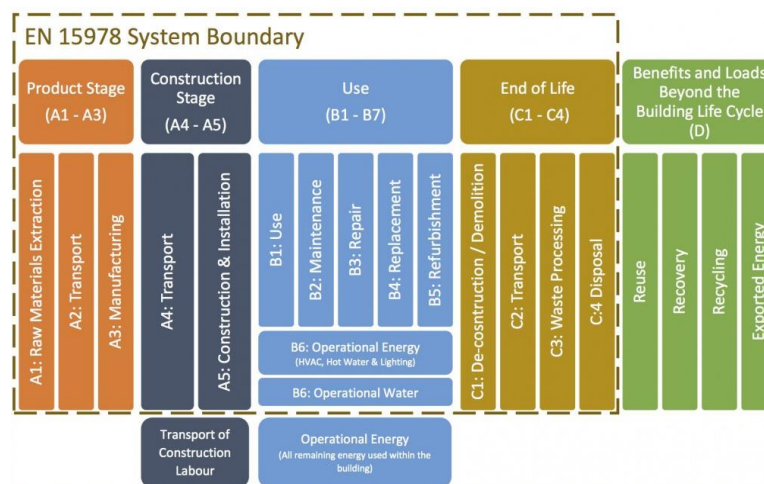 EN 15978 System Boundary
Product Stage
(A1 - A3)
Construction
Stage
(A4 - A5)
Use
(B1 - B7)
End of Life
(C1 - C4)
Benefits and Loads
Beyond the
Building Life Cycle
(D)
A1: Raw Materials Extraction
A2: Transport
A3: Manufacturing
A4: Transport
A5: Construction & Installation
B1: Use
B2: Maintenance
B3: Repair
B4: Replacement
B5: Refurbishment
B6: Operational Energy
(HVAC, Hot Water & Lighting)
B6: Operational Water
C1: De-cosntruction / Demolition
C2: Transport
C3: Waste Processing
C:4 Disposal
Reuse
Recovery
Recycling
Exported Energy
Transport of
Construction
Labour
Operational Energy
(All remaining energy used within the
building)